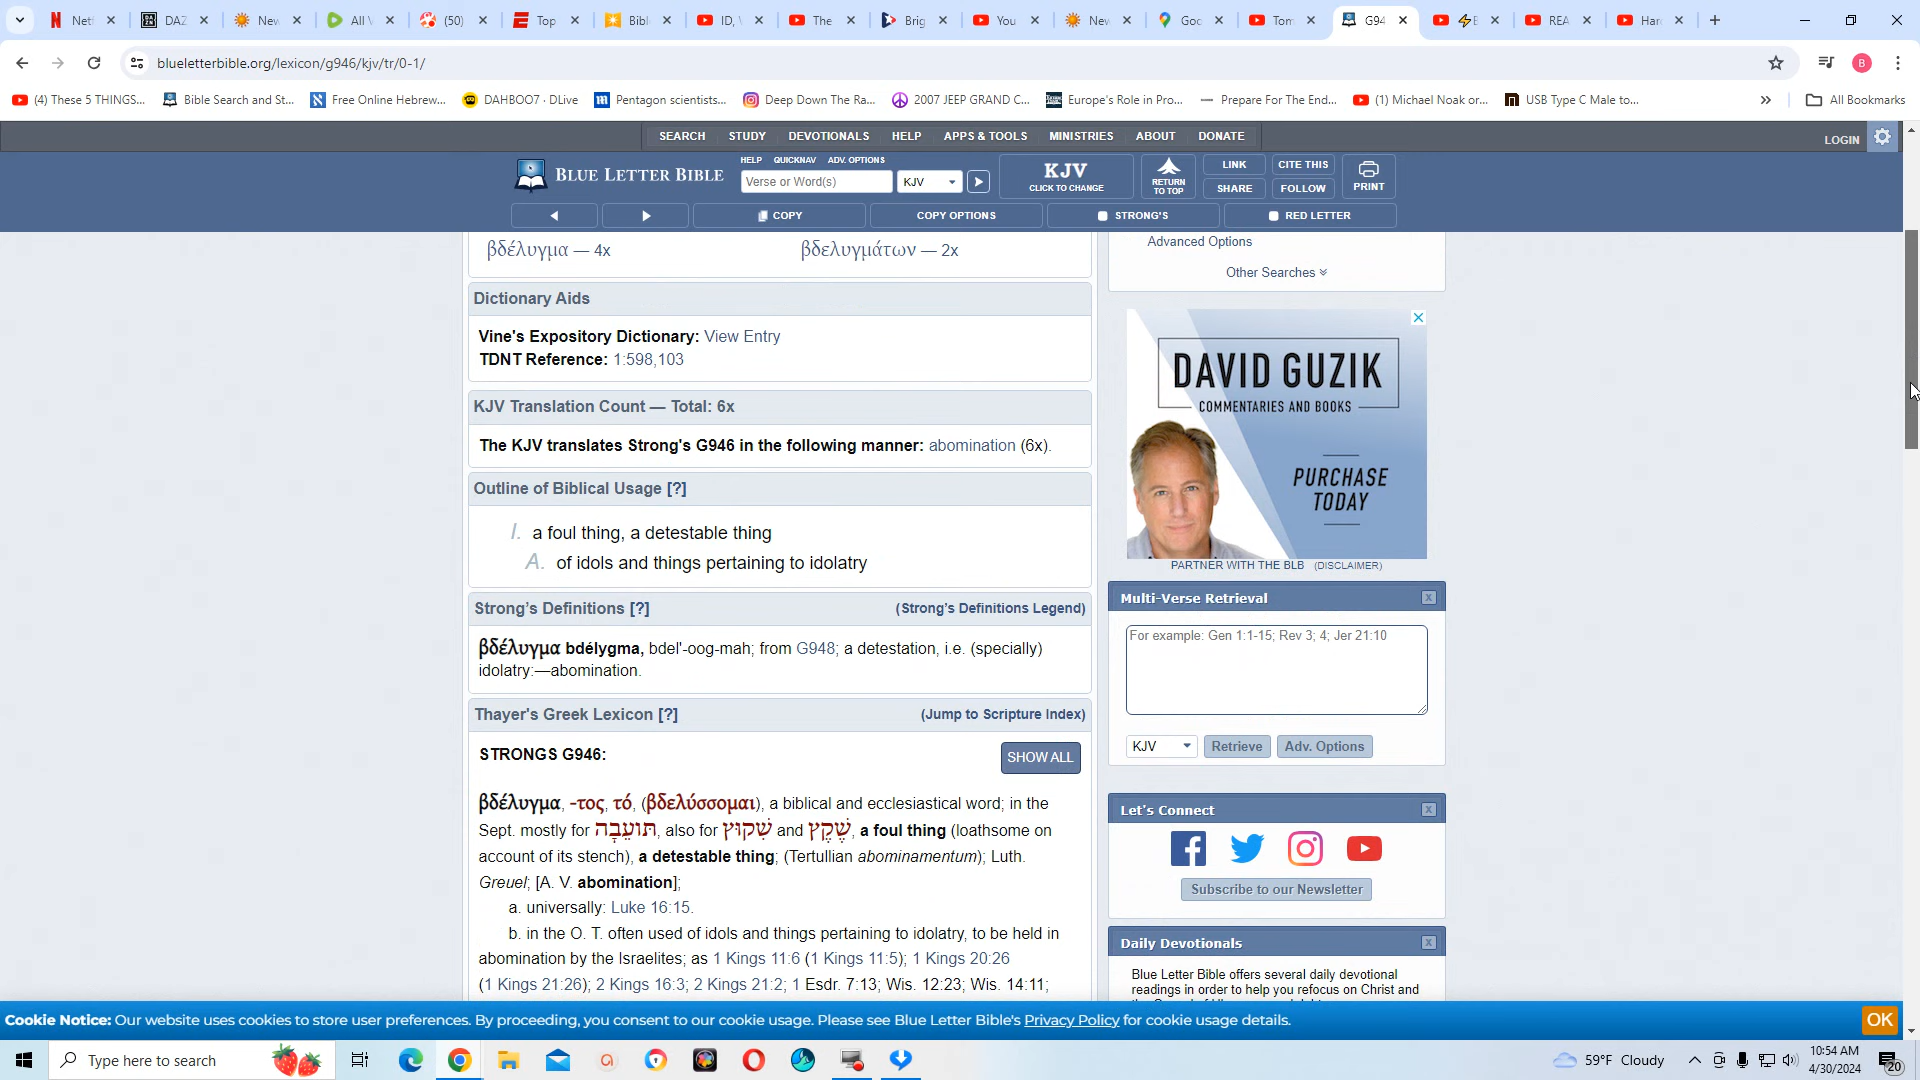 Netf
DAZ
New
All V
(50)
Top
Bibl
ID, \
The
Brig
You
New
Goo
Tom
G94
⚡E
REA
Har
blueletterbible.org/lexicon/g946/kjv/tr/0-1/
B
(4) These 5 THINGS...
Bible Search and St...
Free Online Hebrew...
DAHBOO7 · DLive
Pentagon scientists...
Deep Down The Ra...
2007 JEEP GRAND C...
Europe's Role in Pro...
Prepare For The End...
(1) Michael Noak or...
USB Type C Male to...
»
All Bookmarks
SEARCH STUDY DEVOTIONALS HELP APPS & TOOLS MINISTRIES ABOUT DONATE
LOGIN
BLUE LETTER BIBLE
HELP QUICKNAV ADV. OPTIONS
Verse or Word(s)
KJV
KJV
CLICK TO CHANGE
RETURN
TO TOP
LINK
CITE THIS
SHARE
FOLLOW
PRINT
COPY
COPY OPTIONS
STRONG'S
RED LETTER
βδέλυγμα — 4x
βδελυγμάτων — 2x
Dictionary Aids
Vine's Expository Dictionary: View Entry
TDNT Reference: 1:598,103
KJV Translation Count — Total: 6x
The KJV translates Strong's G946 in the following manner: abomination (6x).
Outline of Biblical Usage [?]
I. a foul thing, a detestable thing
A. of idols and things pertaining to idolatry
Strong's Definitions [?]
(Strong's Definitions Legend)
βδέλυγμα bdélygma, bdel'-oog-mah; from G948; a detestation, i.e. (specially)
idolatry:—abomination.
Thayer's Greek Lexicon [?]
(Jump to Scripture Index)
STRONGS G946:
SHOW ALL
βδέλυγμα, -τος, τό, (βδελύσσομαι), a biblical and ecclesiastical word; in the
Sept. mostly for תּוֹעֵבָה, also for שִׁקּוּץ and שֶׁקֶץ, a foul thing (loathsome on
account of its stench), a detestable thing; (Tertullian abominamentum); Luth.
Greuel; [A. V. abomination];
a. universally: Luke 16:15.
b. in the O. T. often used of idols and things pertaining to idolatry, to be held in
abomination by the Israelites; as 1 Kings 11:6 (1 Kings 11:5); 1 Kings 20:26
(1 Kings 21:26); 2 Kings 16:3; 2 Kings 21:2; 1 Esdr. 7:13; Wis. 12:23; Wis. 14:11;
Advanced Options
Other Searches
DAVID GUZIK
COMMENTARIES AND BOOKS
PURCHASE
TODAY
PARTNER WITH THE BLB (DISCLAIMER)
Multi-Verse Retrieval
x
For example: Gen 1:1-15; Rev 3; 4; Jer 21:10
KJV
Retrieve
Adv. Options
Let's Connect
x
Subscribe to our Newsletter
Daily Devotionals
x
Blue Letter Bible offers several daily devotional
readings in order to help you refocus on Christ and
Cookie Notice: Our website uses cookies to store user preferences. By proceeding, you consent to our cookie usage. Please see Blue Letter Bible's Privacy Policy for cookie usage details.
OK
Type here to search
59°F Cloudy
10:54 AM
4/30/2024
20